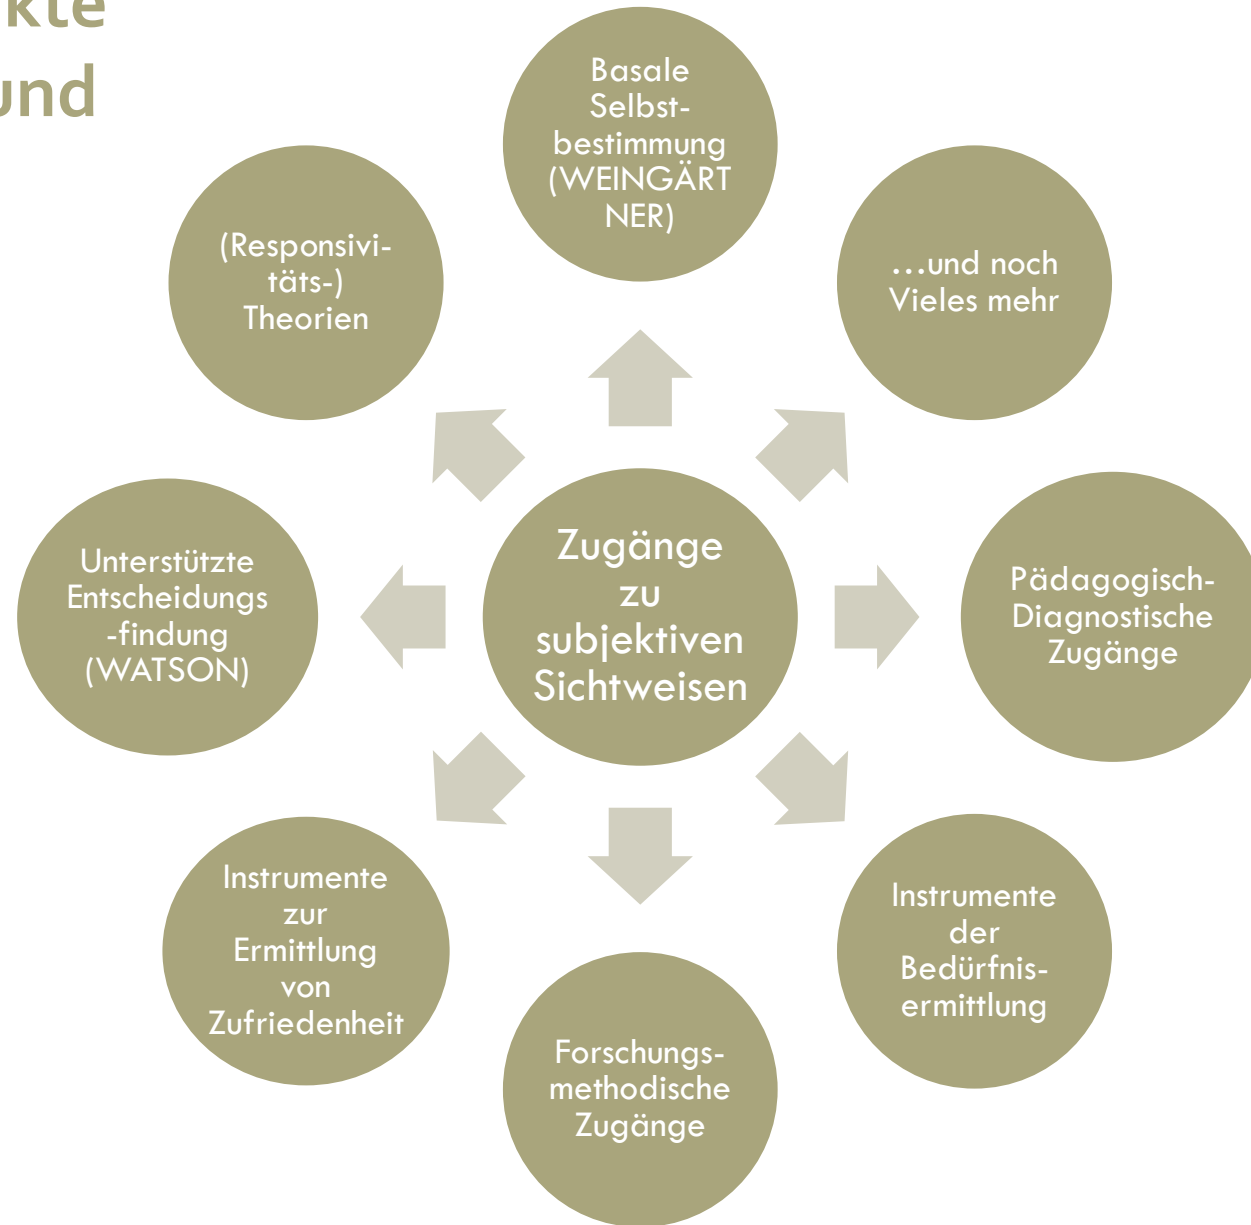 kte
und
Basale
Selbst-
bestimmung
(WEINGÄRT
NER)
…und noch
Vieles mehr
Pädagogisch-
Diagnostische
Zugänge
Instrumente
der
Bedürfnis-
ermittlung
Forschungs-
methodische
Zugänge
Instrumente
zur
Ermittlung
von
Zufriedenheit
Unterstützte
Entscheidungs
-findung
(WATSON)
(Responsivi-
täts-)
Theorien
Zugänge
zu
subjektiven
Sichtweisen